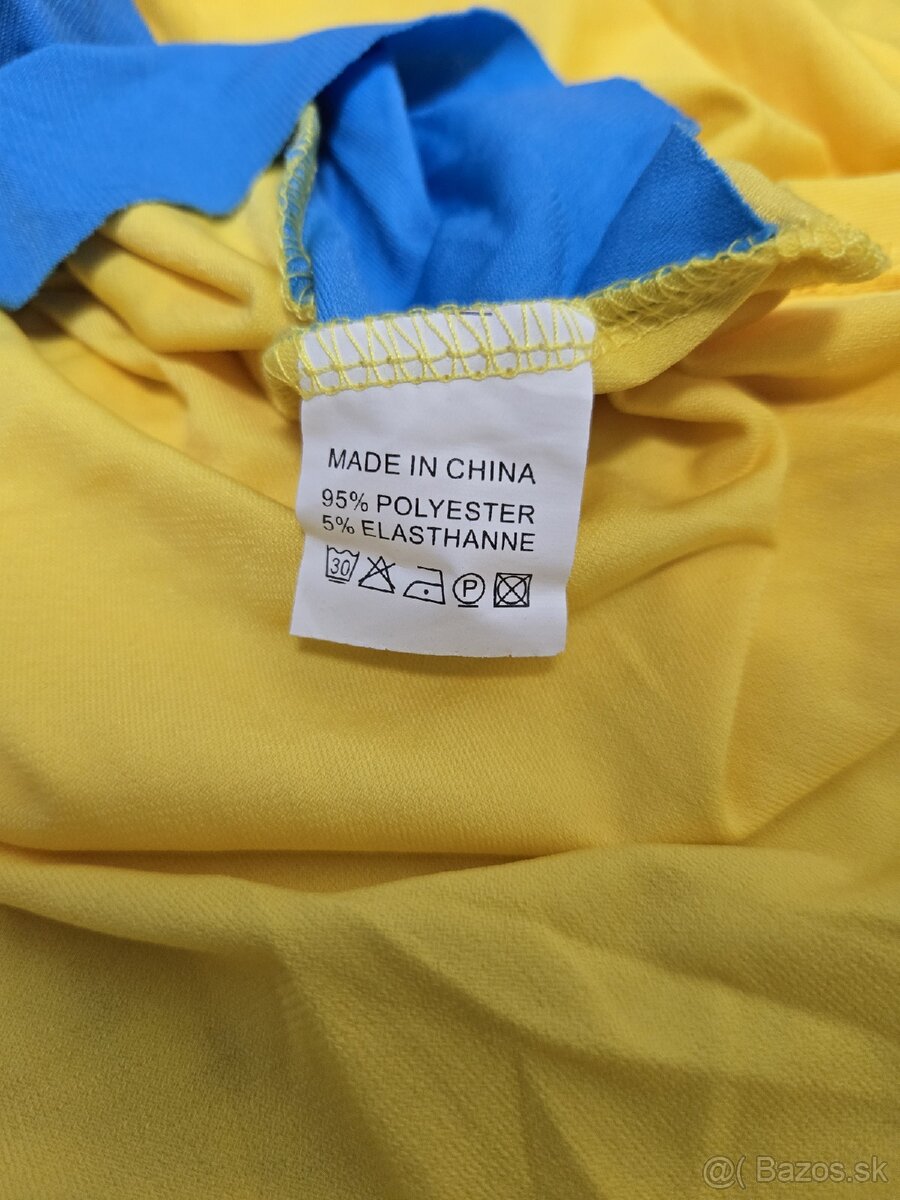 MADE IN CHINA
95% POLYESTER
5% ELASTHANNE
30 P
@( Bazos.sk